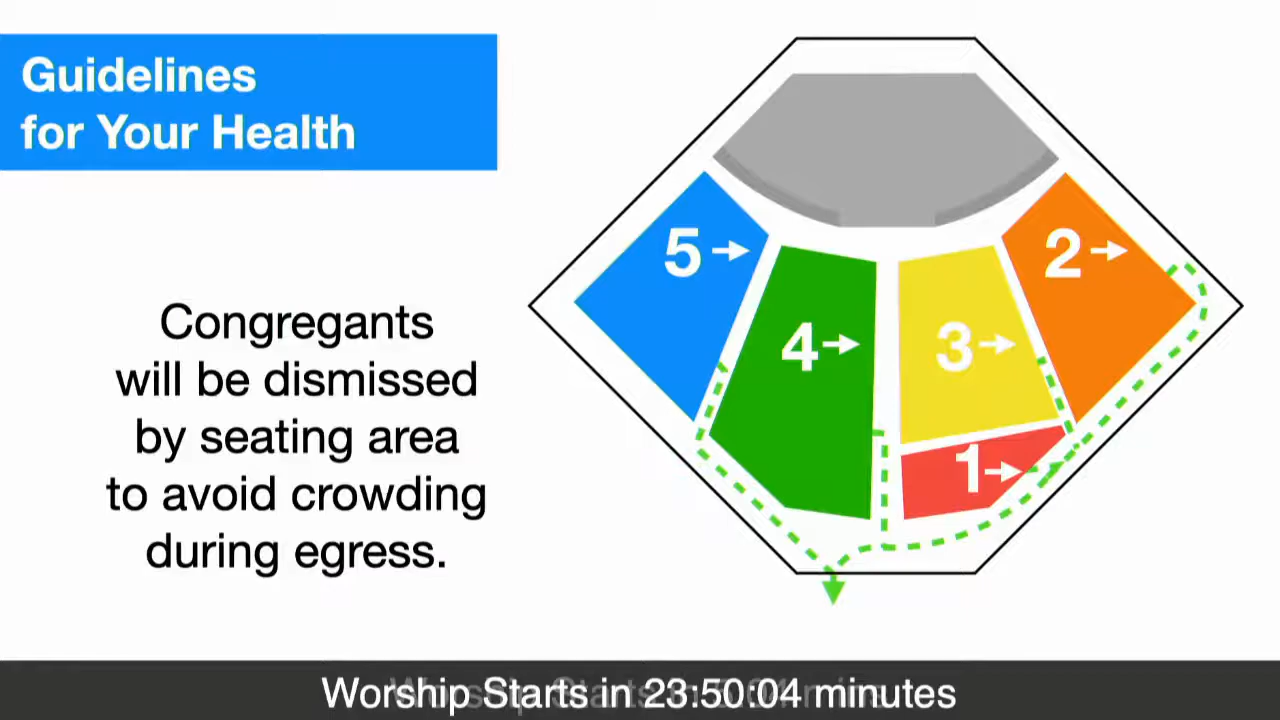 Guidelines
for Your Health
5
2
4
3
1
Congregants
will be dismissed
by seating area
to avoid crowding
during egress.
Worship Starts in 23:50:04 minutes